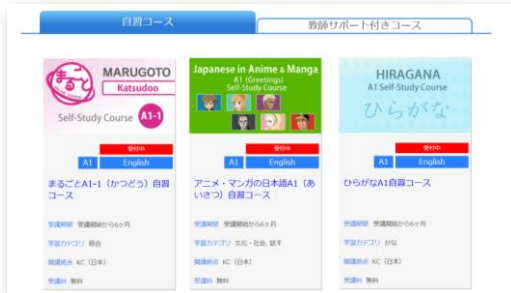 自習コース
教師サポート付きコース
まるごと
MARUGOTO
Katsudoo
Self-Study Course A1-1
受付中
A1 English
まるごとA1-1（かつどう）自習
コース
受講期間 受講開始から6ヶ月
学習カテゴリ 総合
開講拠点 KC（日本）
受講料 無料
Japanese in Anime & Manga
A1 (Greetings)
Self-Study Course
受付中
A1 English
アニメ・マンガの日本語A1（あ
いさつ）自習コース
受講期間 受講開始から6ヶ月
学習カテゴリ 文化・社会, 話す
開講拠点 KC（日本）
受講料 無料
HIRAGANA
A1 Self-Study Course
ひらがな
受付中
A1 English
ひらがなA1自習コース
受講期間 受講開始から6ヶ月
学習カテゴリ かな
開講拠点 KC（日本）
受講料 無料